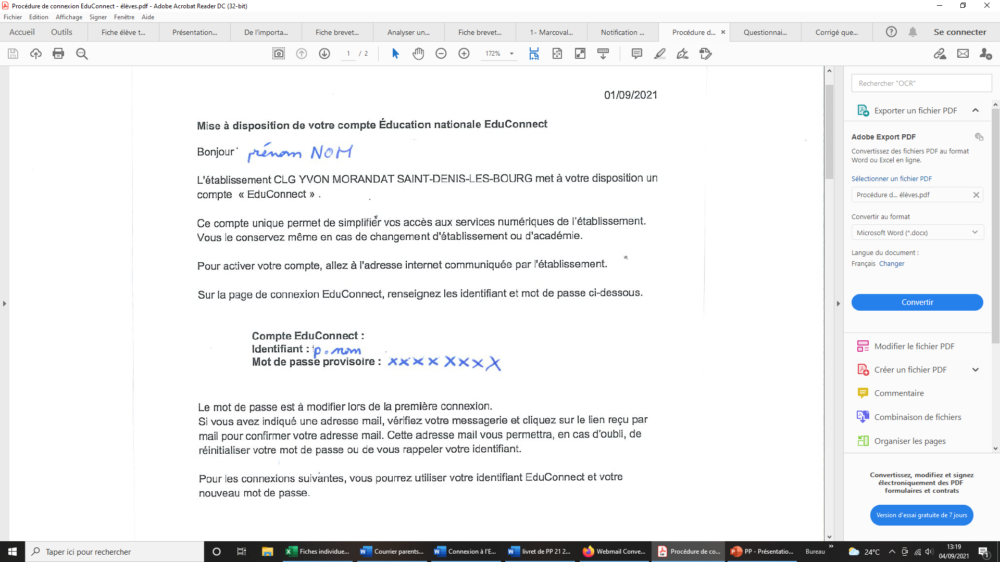 Procédure de connexion EduConnect - élèves.pdf - Adobe Acrobat Reader DC (32-bit)
Fichier Edition Affichage Signer Fenêtre Aide
Accueil Outils Fiche élève t... Présentation... De l'importa... Fiche brevet... Analyser un... Fiche brevet... 1- Marcoval... Notification ... Procédure d... Questionnai... Corrigé que... Se connecter
1 / 2 172%
01/09/2021
Mise à disposition de votre compte Éducation nationale EduConnect
Bonjour prénom NOM
L'établissement CLG YVON MORANDAT SAINT-DENIS-LES-BOURG met à votre disposition un
compte « EduConnect » .
Ce compte unique permet de simplifier vos accès aux services numériques de l'établissement.
Vous le conservez même en cas de changement d'établissement ou d'académie.
Pour activer votre compte, allez à l'adresse internet communiquée par l'établissement.
Sur la page de connexion EduConnect, renseignez les identifiant et mot de passe ci-dessous.
Compte EduConnect :
Identifiant : p.nom
Mot de passe provisoire : xxxxxxxx
Le mot de passe est à modifier lors de la première connexion.
Si vous avez indiqué une adresse mail, vérifiez votre messagerie et cliquez sur le lien reçu par
mail pour confirmer votre adresse mail. Cette adresse mail vous permettra, en cas d'oubli, de
réinitialiser votre mot de passe ou de vous rappeler votre identifiant.
Pour les connexions suivantes, vous pourrez utiliser votre identifiant EduConnect et votre
nouveau mot de passe.
Rechercher "OCR"
Exporter un fichier PDF
Adobe Export PDF
Convertissez des fichiers PDF au format
Word ou Excel en ligne.
Sélectionner un fichier PDF
Procédure d... élèves.pdf
Convertir au format
Microsoft Word (*.docx)
Langue du document :
Français Changer
Convertir
Modifier le fichier PDF
Créer un fichier PDF
Commentaire
Combinaison de fichiers
Organiser les pages
Convertissez, modifiez et signez
électroniquement des PDF
formulaires et contrats
Version d'essai gratuite de 7 jours
Taper ici pour rechercher
Fiches individue... Courrier parents... Connexion à l'E... livret de PP 21 2... Webmail Conve... Procédure de co... PP - Présentatio... Bureau » 24°C
13:19
04/09/2021
1